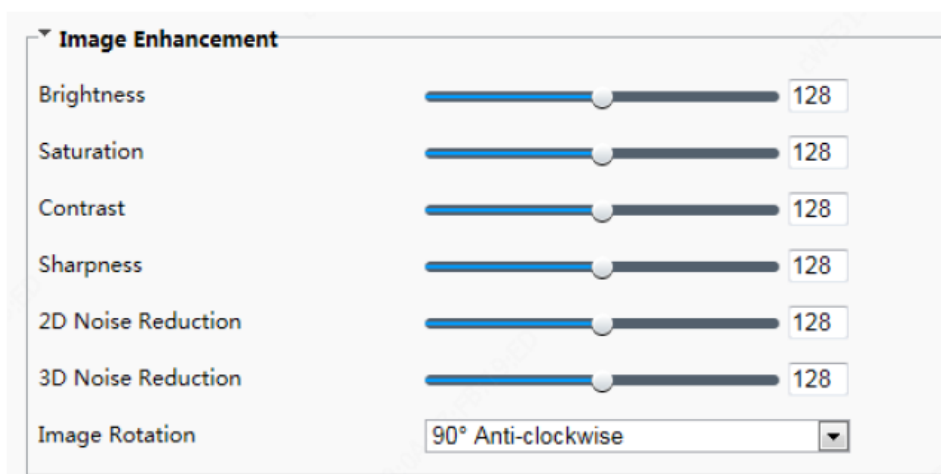 Image Enhancement
Brightness 128
Saturation 128
Contrast 128
Sharpness 128
2D Noise Reduction 128
3D Noise Reduction 128
Image Rotation 90° Anti-clockwise